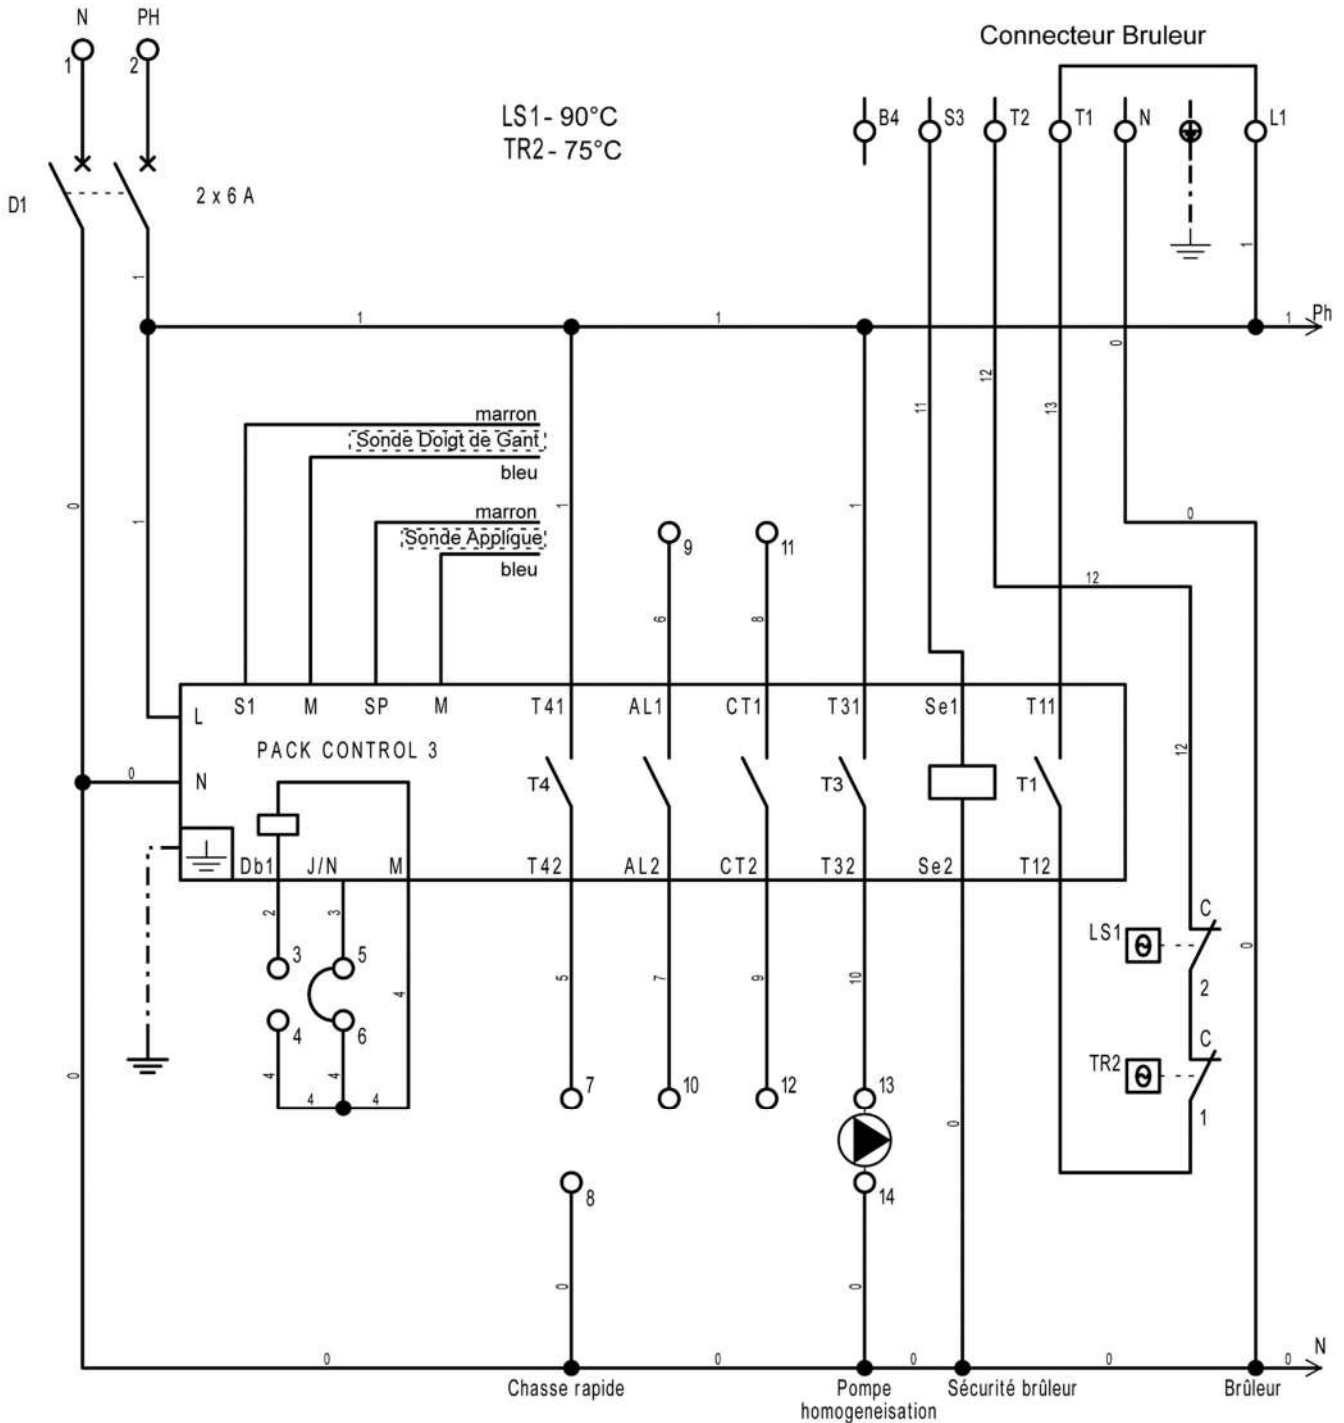 N PH
Connecteur Bruleur
1 2
LS1- 90°C
TR2- 75°C
B4 S3 T2 T1 N L1
D1
2 x 6 A
1 1
1 1 1 Ph
0
12
11 13
marron
Sonde Doigt de Gant
bleu
0 1 1 1
marron
0
Sonde Applique
9 11
bleu
12
6 8
S1 M SP M T41 AL1 CT1 T31 Se1 T11
L
PACK CONTROL 3
12
0 N
T4 T3 T1
Db1 J/N M T42 AL2 CT2 T32 Se2 T12
2 3
C
LS1
3 5
0
5 7 9 10
4
2
4 6
C
TR2
0 4 4
7 10 12 13
4 4
1
0
8 14
0 0
N
0 0 0 0 0
Chasse rapide
Pompe
homogeneisation
Sécurité brûleur
Brûleur